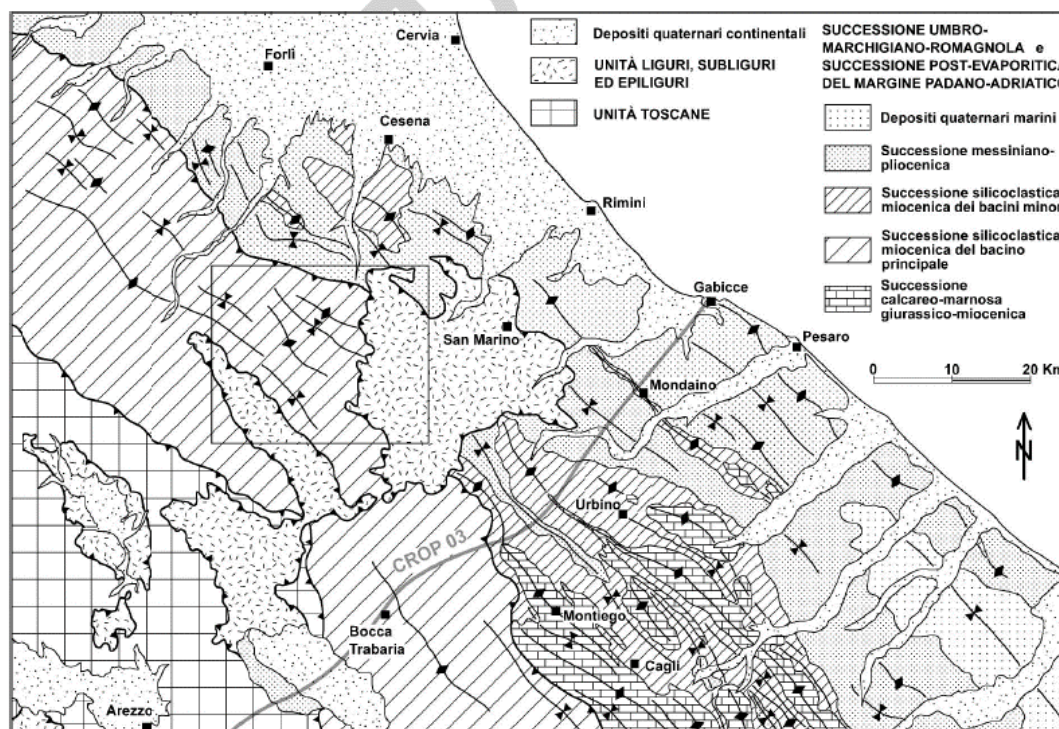 Cervia
Forlì
Cesena
Rimini
San Marino
Gabicce
Pesaro
Mondaino
Urbino
CROP 03
Montiego
Bocca
Trabaria
Cagli
Arezzo
Depositi quaternari continentali
UNITÀ LIGURI, SUBLIGURI
ED EPILIGURI
UNITÀ TOSCANE
SUCCESSIONE UMBRO-
MARCHIGIANO-ROMAGNOLA e
SUCCESSIONE POST-EVAPORITICA
DEL MARGINE PADANO-ADRIATICO
Depositi quaternari marini
Successione messiniano-
pliocenica
Successione silicoclastica
miocenica dei bacini minor
Successione silicoclastica
miocenica del bacino
principale
Successione
calcareo-marnosa
giurassico-miocenica
0 10 20 Km
N